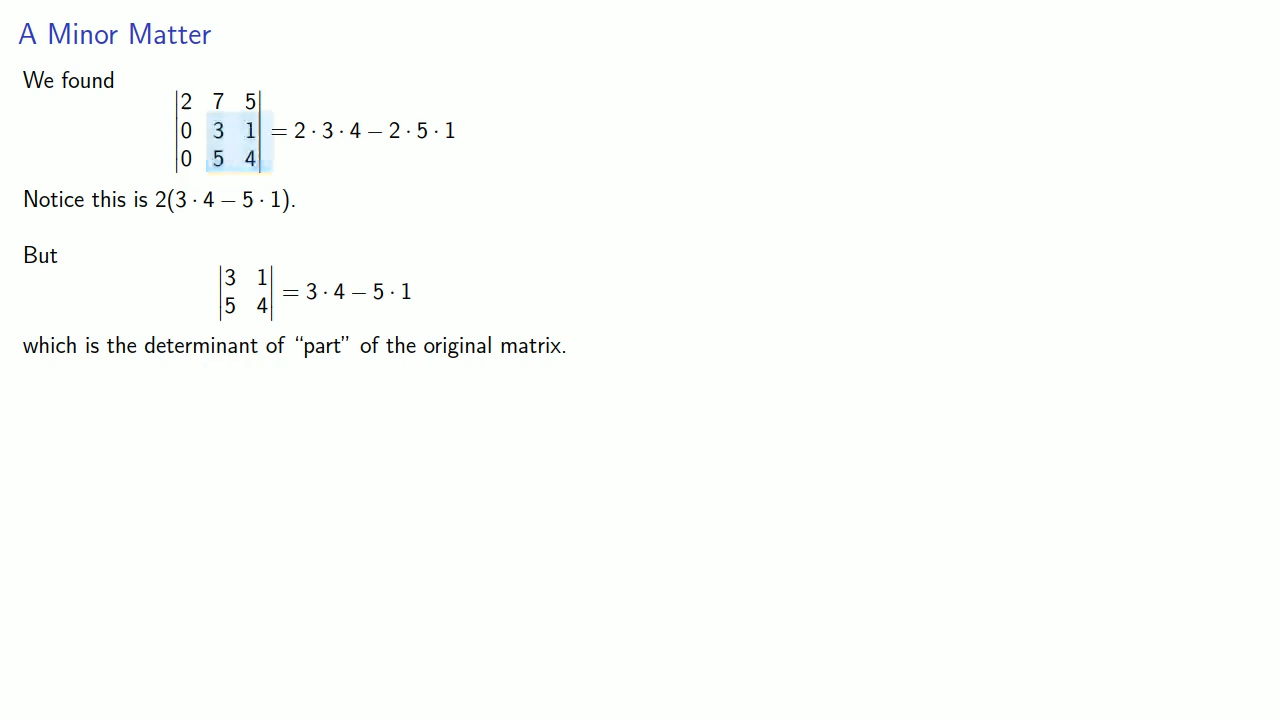 A Minor Matter
We found
|2 7 5|
|0 3 1| = 2 · 3 · 4 − 2 · 5 · 1
|0 5 4|
Notice this is 2(3 · 4 − 5 · 1).
But
|3 1|
|5 4| = 3 · 4 − 5 · 1
which is the determinant of “part” of the original matrix.